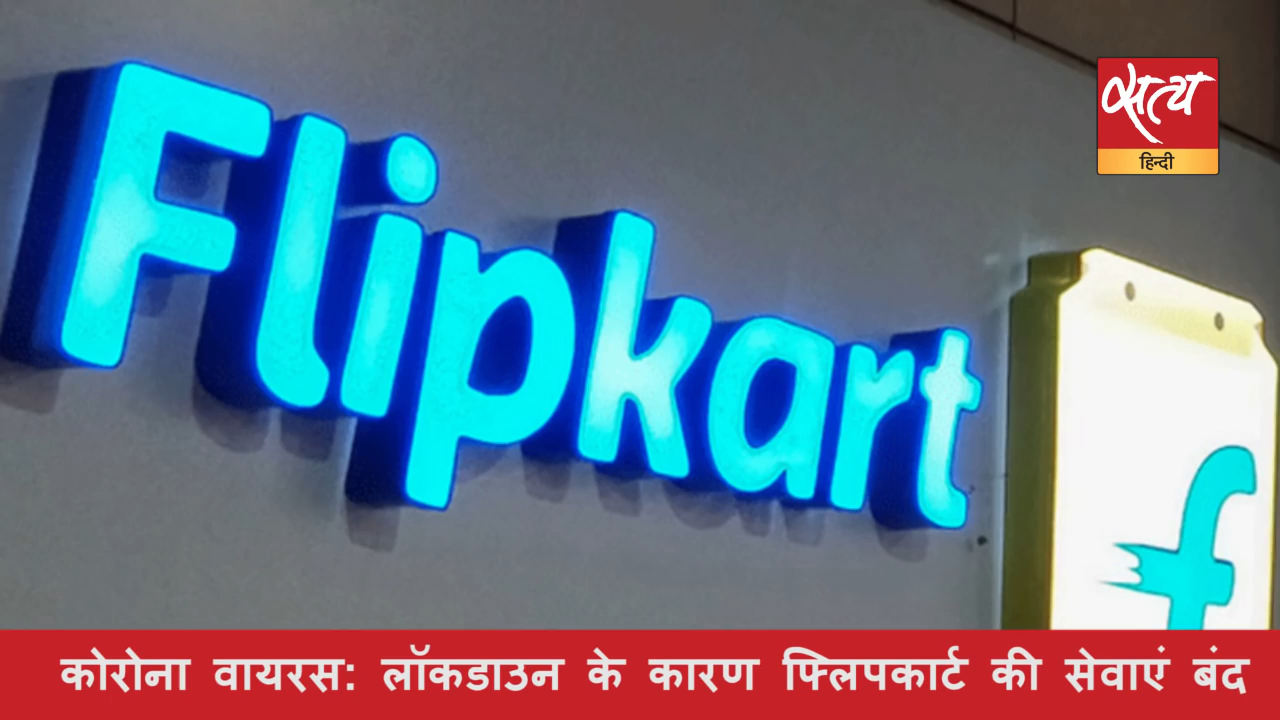 सत्य
हिन्दी
Flipkart
f
कोरोना वायरस: लॉकडाउन के कारण फ्लिपकार्ट की सेवाएं बंद